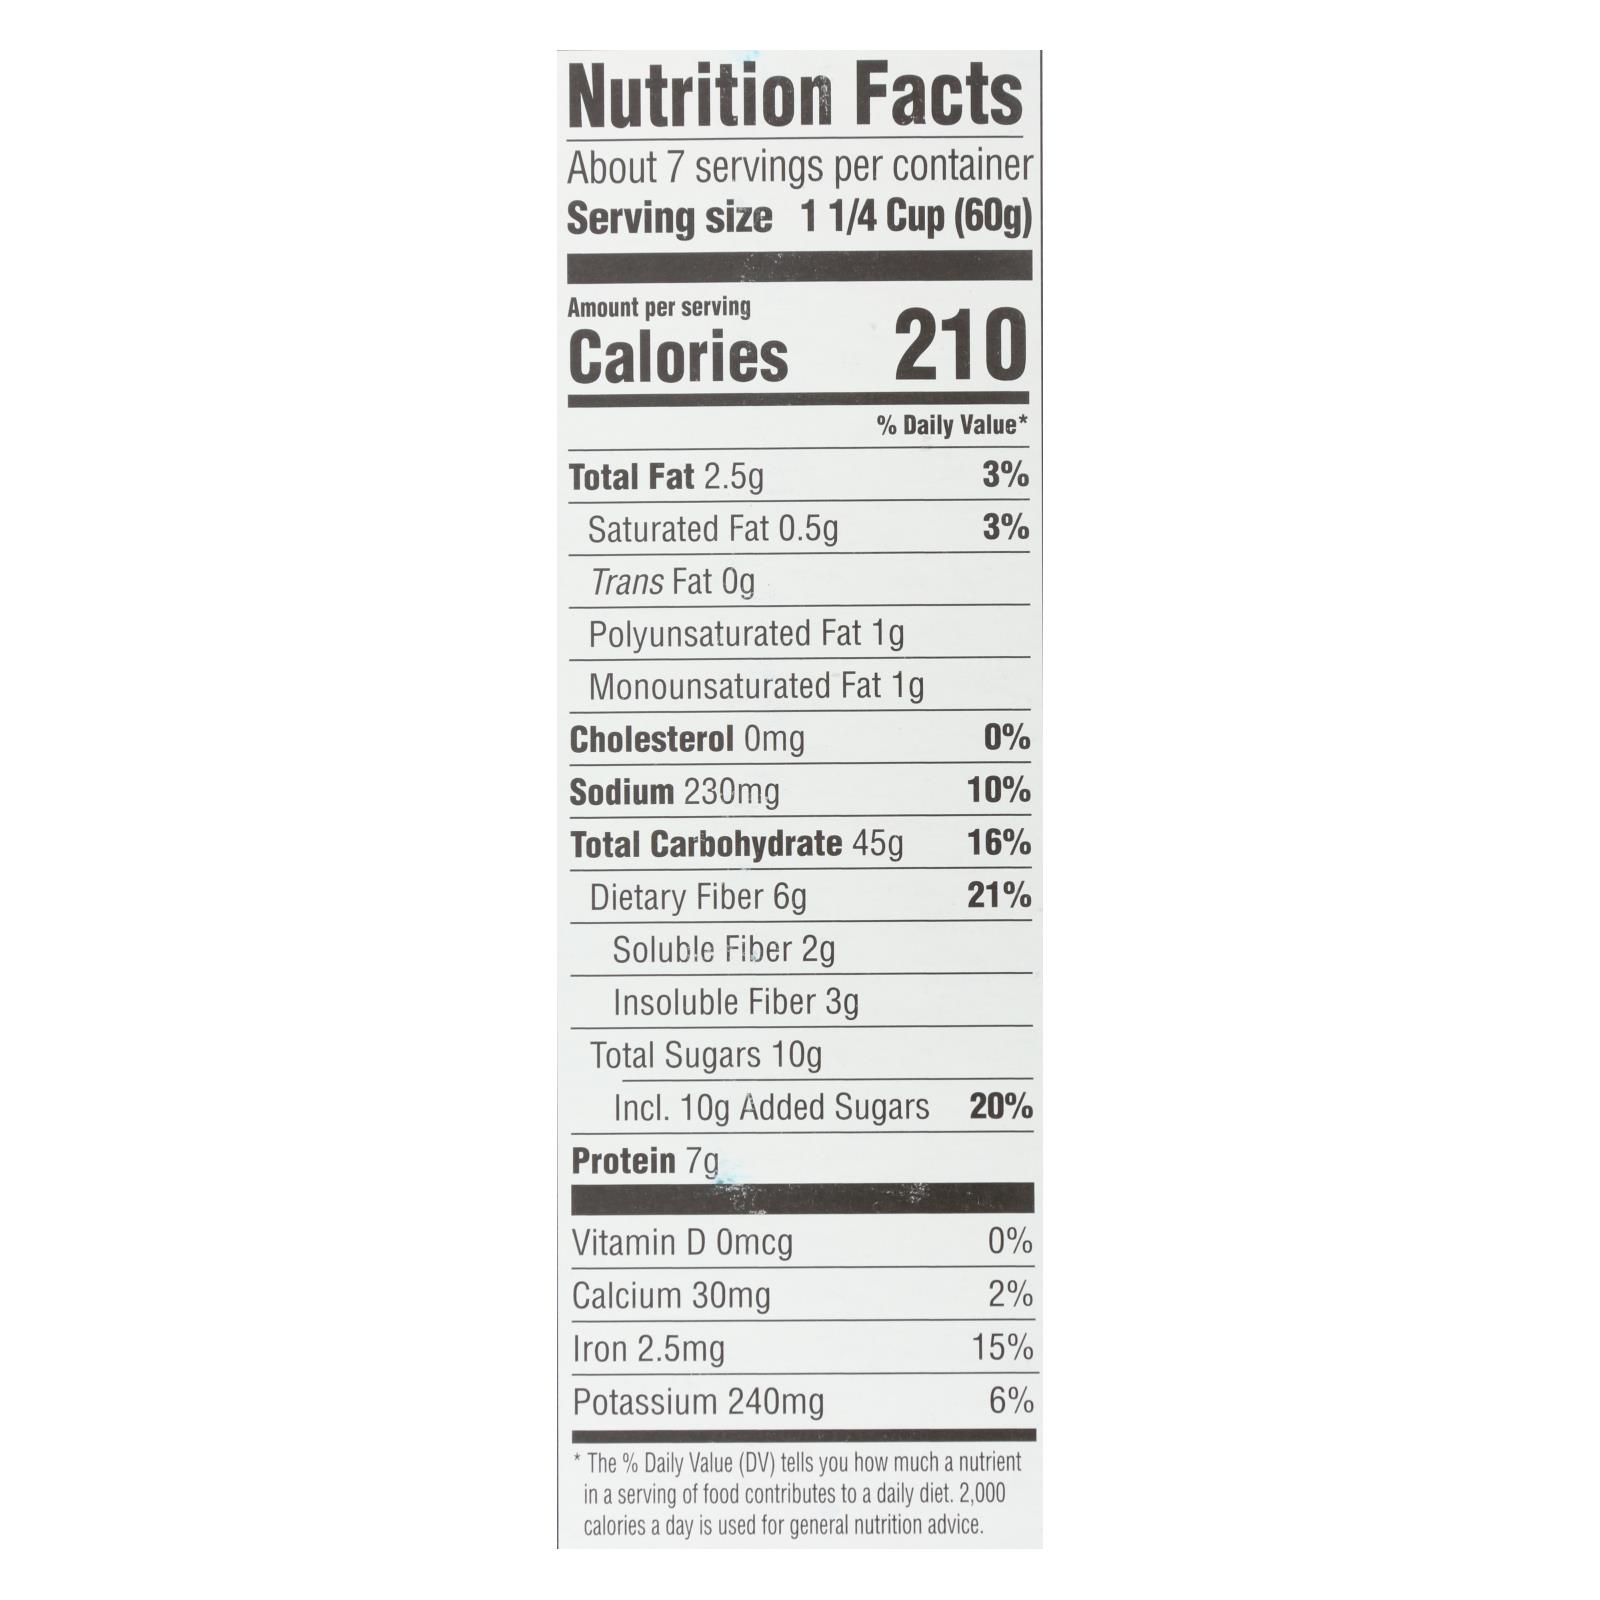 Nutrition Facts
About 7 servings per container
Serving size 1 1/4 Cup (60g)
Amount per serving
Calories 210
% Daily Value*
Total Fat 2.5g 3%
Saturated Fat 0.5g 3%
Trans Fat 0g
Polyunsaturated Fat 1g
Monounsaturated Fat 1g
Cholesterol 0mg 0%
Sodium 230mg 10%
Total Carbohydrate 45g 16%
Dietary Fiber 6g 21%
Soluble Fiber 2g
Insoluble Fiber 3g
Total Sugars 10g
Incl. 10g Added Sugars 20%
Protein 7g
Vitamin D 0mcg 0%
Calcium 30mg 2%
Iron 2.5mg 15%
Potassium 240mg 6%
* The % Daily Value (DV) tells you how much a nutrient
in a serving of food contributes to a daily diet. 2,000
calories a day is used for general nutrition advice.